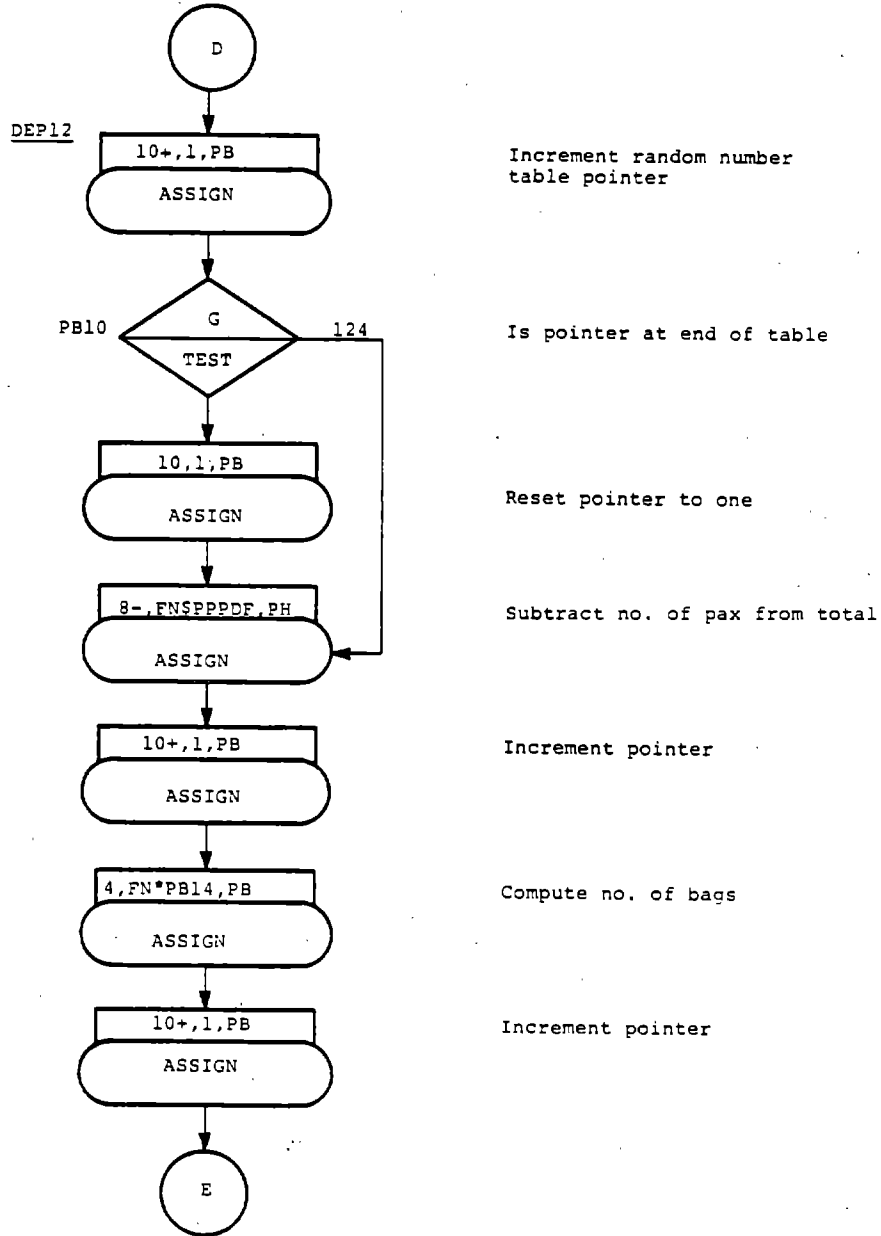 D
DEP12
10+,1,PB
ASSIGN
Increment random number
table pointer
PB10
G
TEST
124
Is pointer at end of table
10,1,PB
ASSIGN
Reset pointer to one
8-,FN$PPPDF,PH
ASSIGN
Subtract no. of pax from total
10+,1,PB
ASSIGN
Increment pointer
4,FN*PB14,PB
ASSIGN
Compute no. of bags
10+,1,PB
ASSIGN
Increment pointer
E